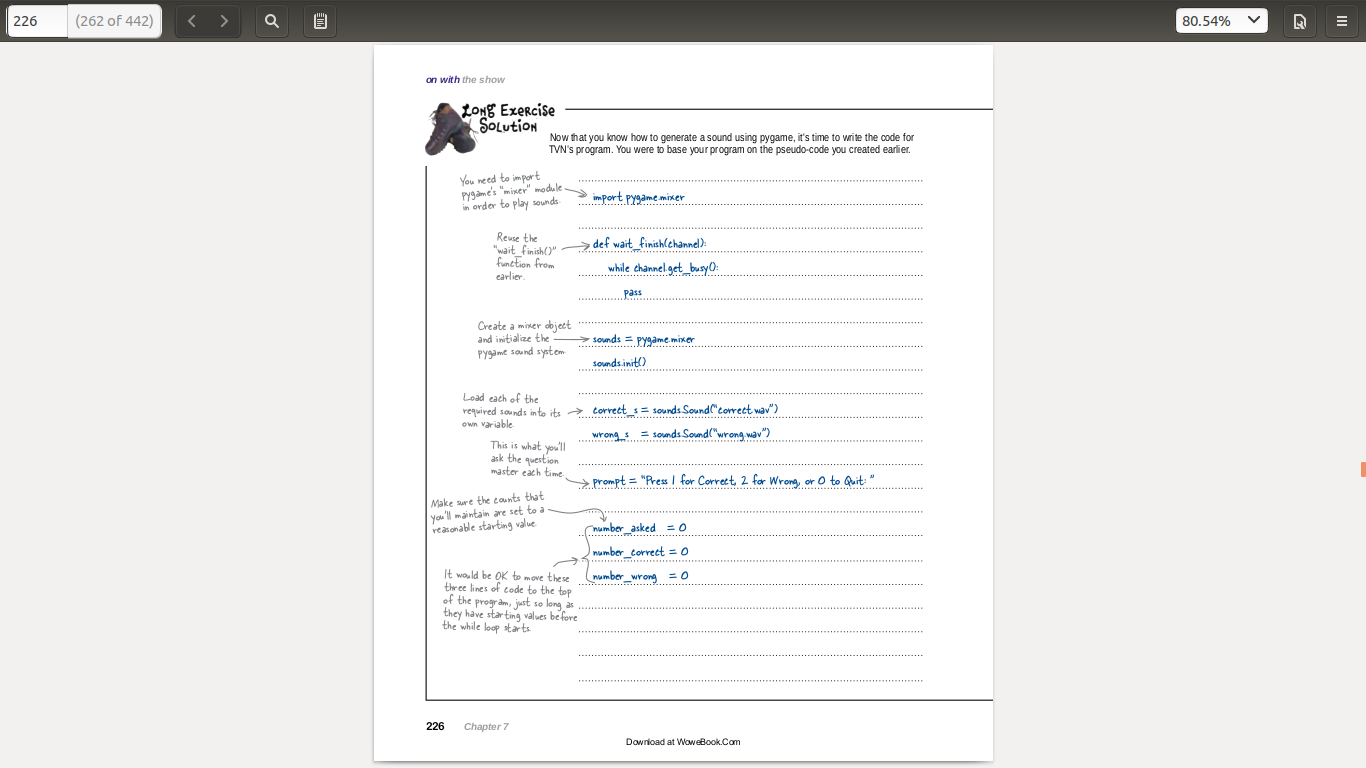 226 (262 of 442) 80.54%
on with the show
Long Exercise
Solution
Now that you know how to generate a sound using pygame, it's time to write the code for
TVN's program. You were to base your program on the pseudo-code you created earlier.
You need to import
pygame's "mixer" module
in order to play sounds.
import pygame.mixer
Reuse the
"wait_finish()"
function from
earlier.
def wait_finish(channel):
while channel.get_busy():
pass
Create a mixer object
and initialize the
pygame sound system.
sounds = pygame.mixer
sounds.init()
Load each of the
required sounds into its
own variable.
correct_s = sounds.Sound("correct.wav")
wrong_s = sounds.Sound("wrong.wav")
This is what you'll
ask the question
master each time.
prompt = "Press 1 for Correct, 2 for Wrong, or 0 to Quit: "
Make sure the counts that
you'll maintain are set to a
reasonable starting value.
number_asked = 0
number_correct = 0
number_wrong = 0
It would be OK to move these
three lines of code to the top
of the program, just so long as
they have starting values before
the while loop starts.
226 Chapter 7
Download at WoweBook.Com